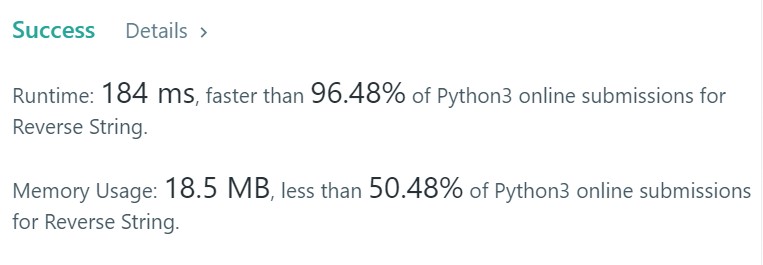 Success Details >
Runtime: 184 ms, faster than 96.48% of Python3 online submissions for
Reverse String.
Memory Usage: 18.5 MB, less than 50.48% of Python3 online submissions
for Reverse String.